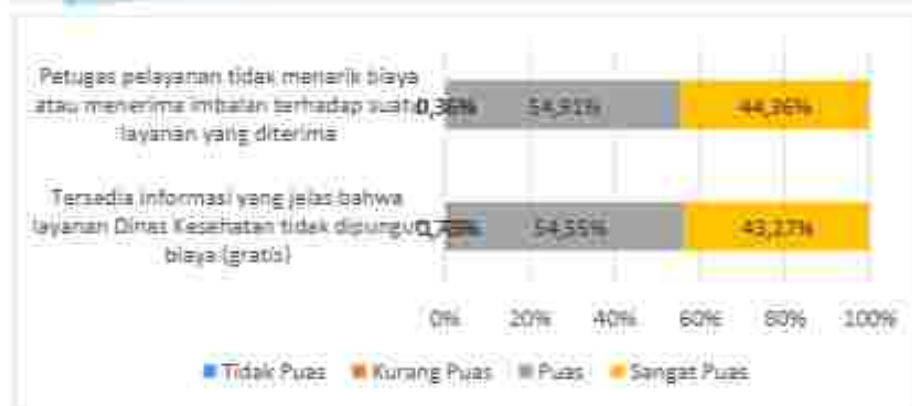 Petugas pelayanan tidak menarik biaya
atau menerima imbalan terhadap suatu
layanan yang diterima
54,91%
44,36%
Tersedia informasi yang jelas bahwa
layanan Dinas Kesehatan tidak dipungut
biaya (gratis)
54,55%
43,27%
0% 20% 40% 60% 80% 100%
Tidak Puas Kurang Puas Puas Sangat Puas